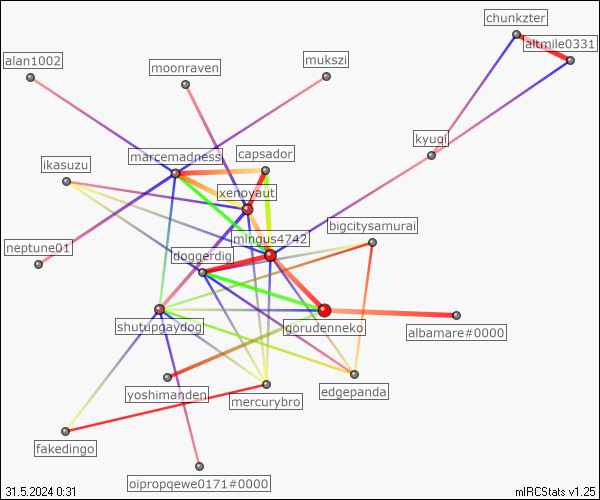 chunkzter
altmile0331
alan1002
moonraven
mukszi
kyugi
marcemadness
capsador
ikasuzu
xenoyaut
bigcitysamurai
mingus4742
neptune01
doggerdig
shutupgaydog
gorudenneko
albamare#0000
yoshimanden
mercurybro
edgepanda
fakedingo
oipropqewe0171#0000
31.5.2024 0:31
mIRCStats v1.25